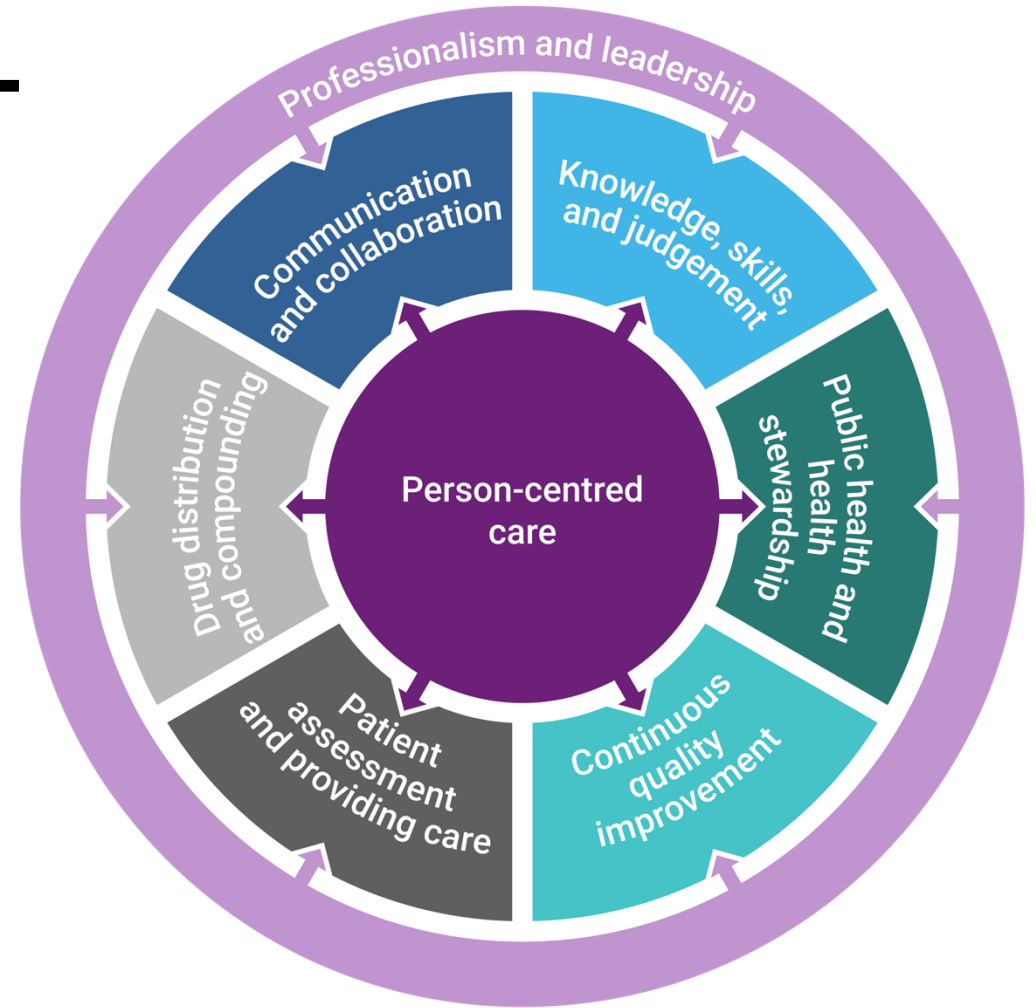 Professionalism and leadership
Communication
and collaboration
Knowledge, skills,
and judgement
Public health and
health
stewardship
Continuous
quality
improvement
Patient
assessment
and providing care
Drug distribution
and compounding
Person-centred
care